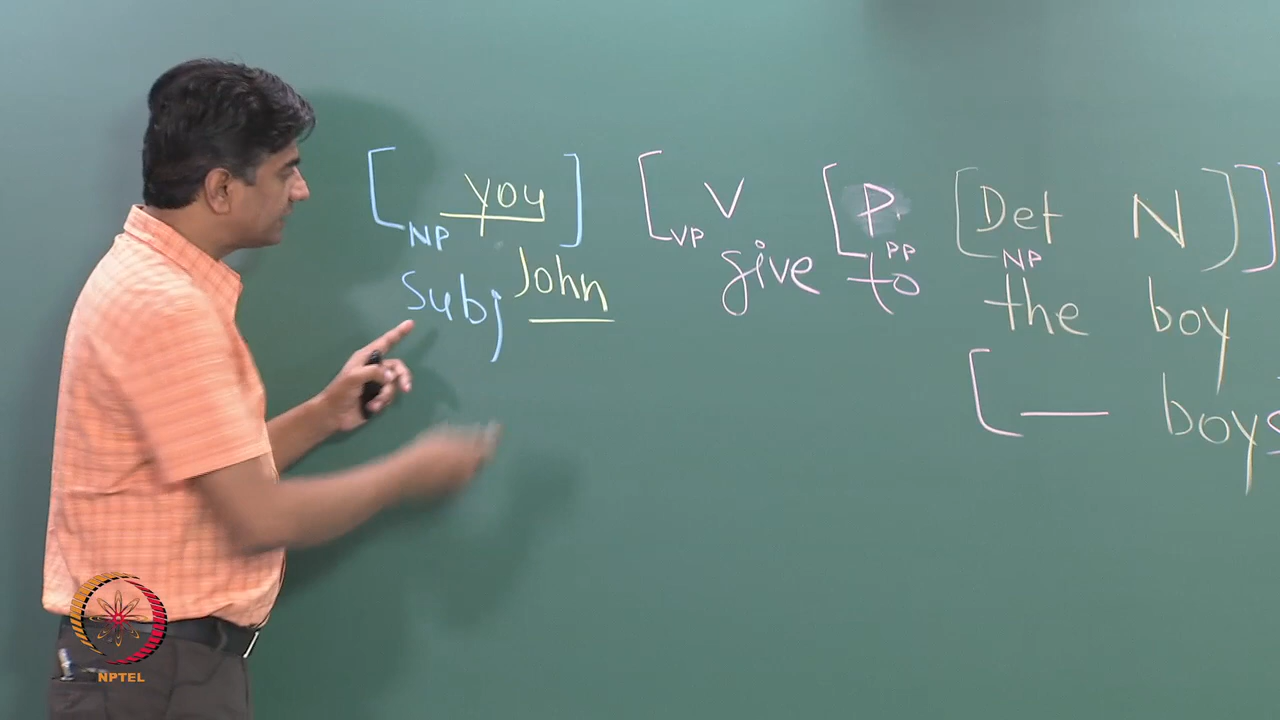 [NP you] [VP V [PP P [NP Det N]]]
Subj John give to the boy
[ — boys
NPTEL